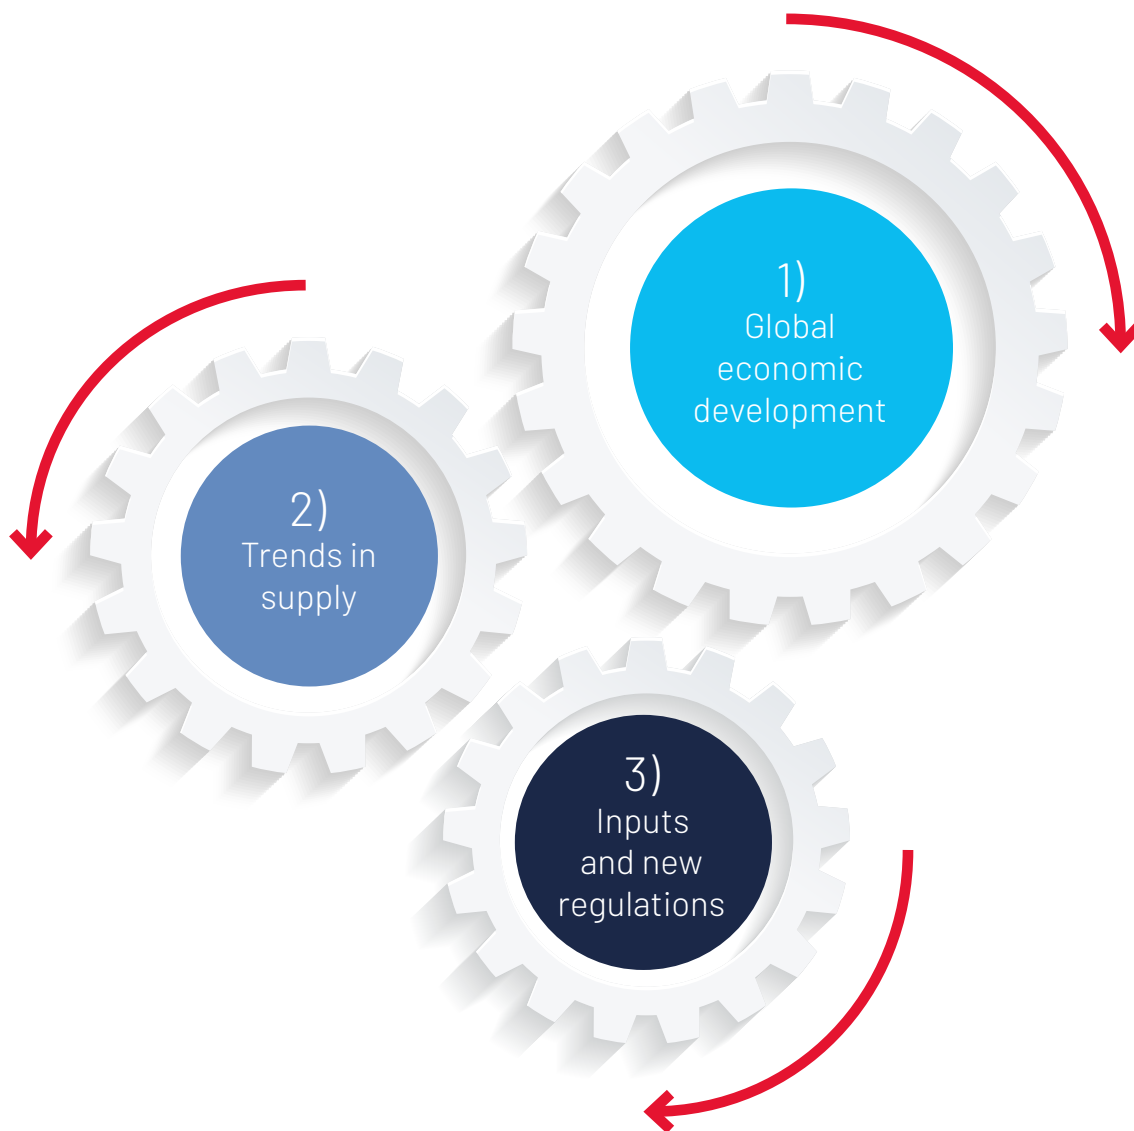 1)
Global
economic
development
2)
Trends in
supply
3)
Inputs
and new
regulations